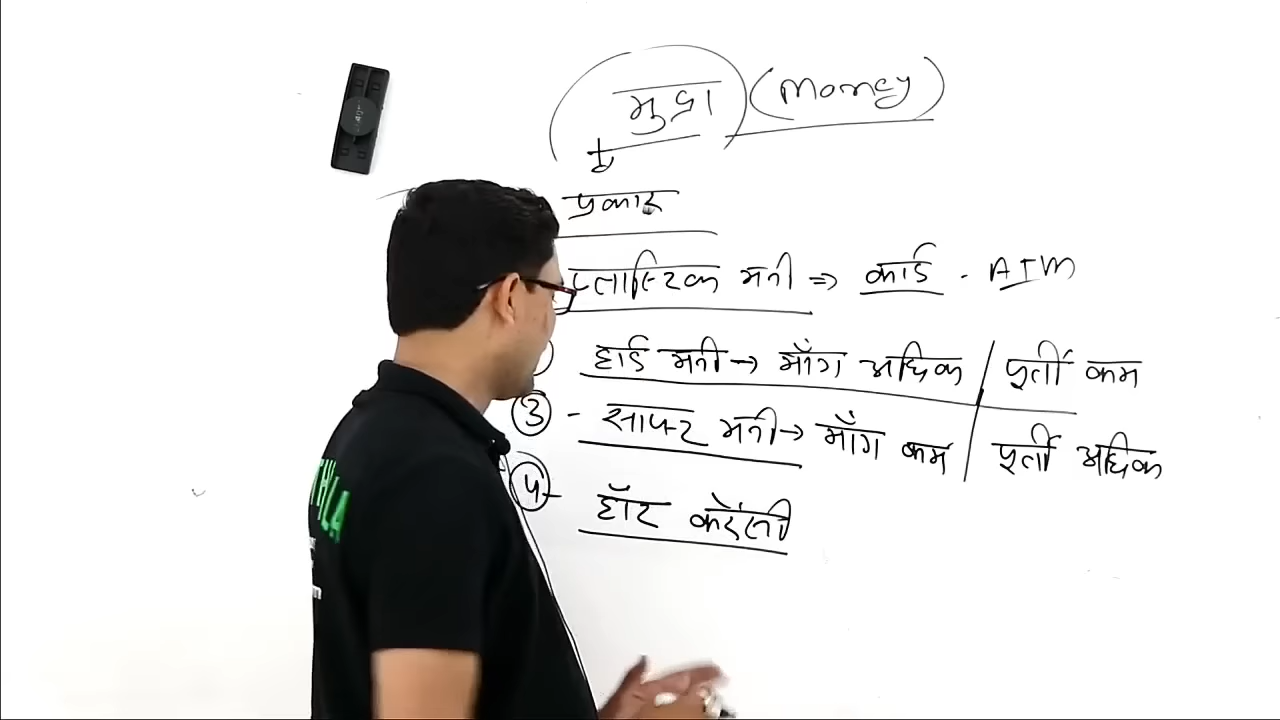 मुद्रा (Money)
प्रकार
प्लास्टिक मनी ⇒ कार्ड - ATM
हार्ड मनी → माँग अधिक / पूर्ती कम
③ - साफ्ट मनी → माँग कम / पूर्ती अधिक
④ - हॉट करेंसी